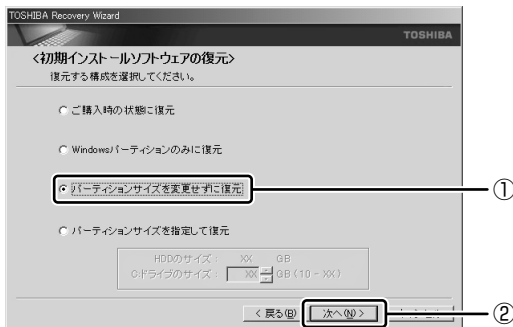 TOSHIBA Recovery Wizard
TOSHIBA
<初期インストールソフトウェアの復元>
復元する構成を選択してください。
ご購入時の状態に復元
Windowsパーティションのみに復元
パーティションサイズを変更せずに復元
①
パーティションサイズを指定して復元
HDDのサイズ： XX GB
C:ドライブのサイズ： XX GB (10 - XX)
< 戻る(B)
次へ(N) >
②